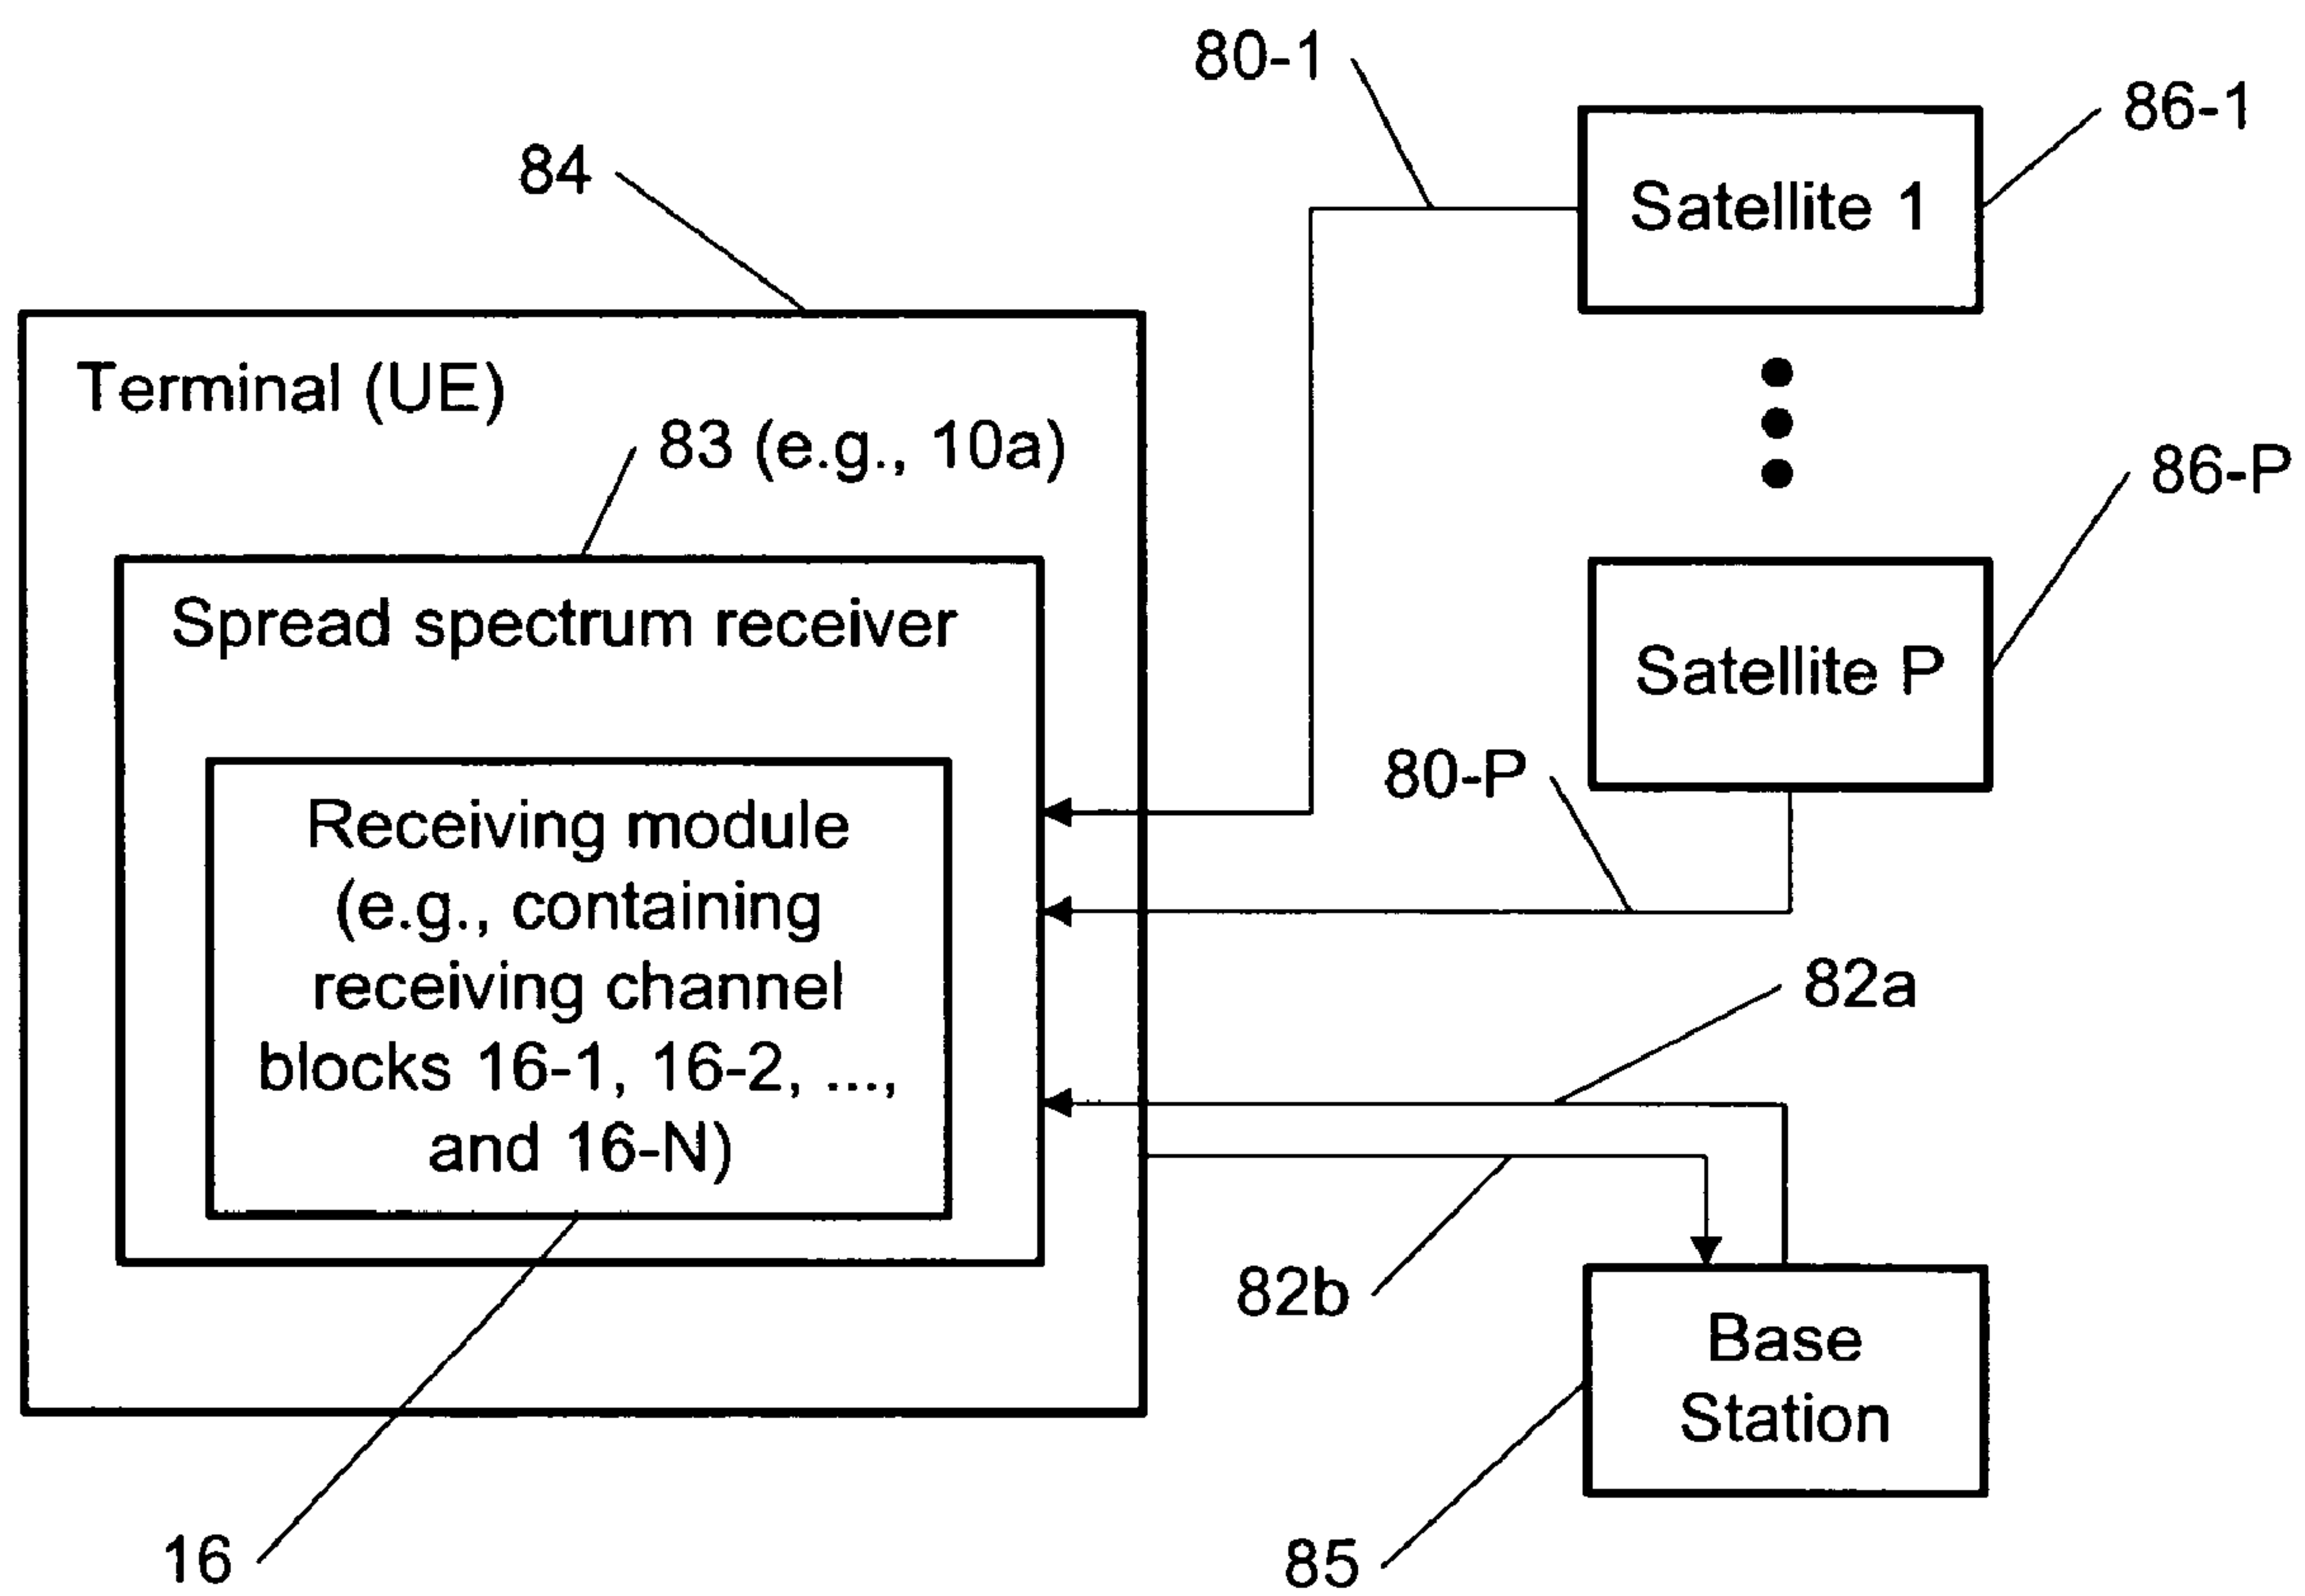 80-1
86-1
84
Satellite 1
Terminal (UE)
83 (e.g., 10a)
86-P
Spread spectrum receiver
Satellite P
80-P
Receiving module
(e.g., containing
receiving channel
blocks 16-1, 16-2, ...,
and 16-N)
82a
82b
Base
Station
16
85